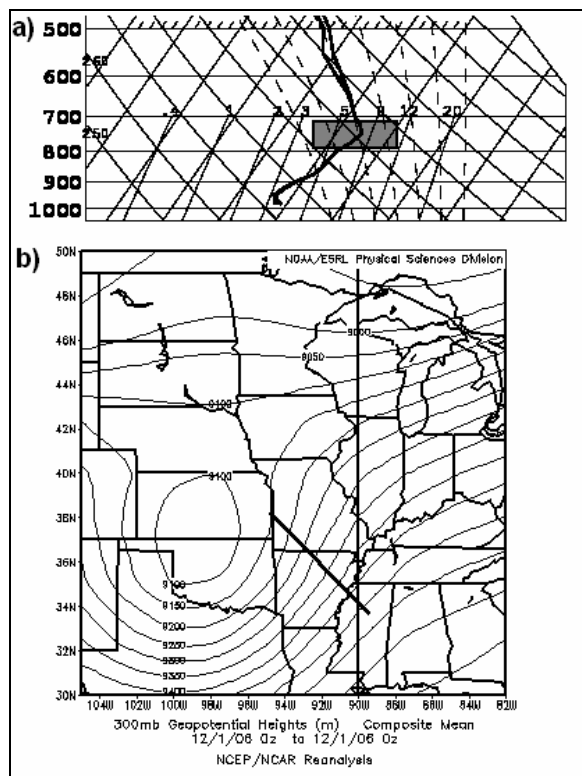 a)
500
260
600
700 .4 1 2 3 5 8 12 20
250
800
900
1000
b)
50N
NOAA/ESRL Physical Sciences Division
48N
9000
46N
9050
44N
9100
42N
40N
9100
38N
36N
9100
34N
9150
9200
32N
9250
9300
9350
30N
9400
104W 102W 100W 98W 96W 94W 92W 90W 88W 86W 84W 82W
300mb Geopotential Heights (m) Composite Mean
12/1/06 0z to 12/1/06 0z
NCEP/NCAR Reanalysis